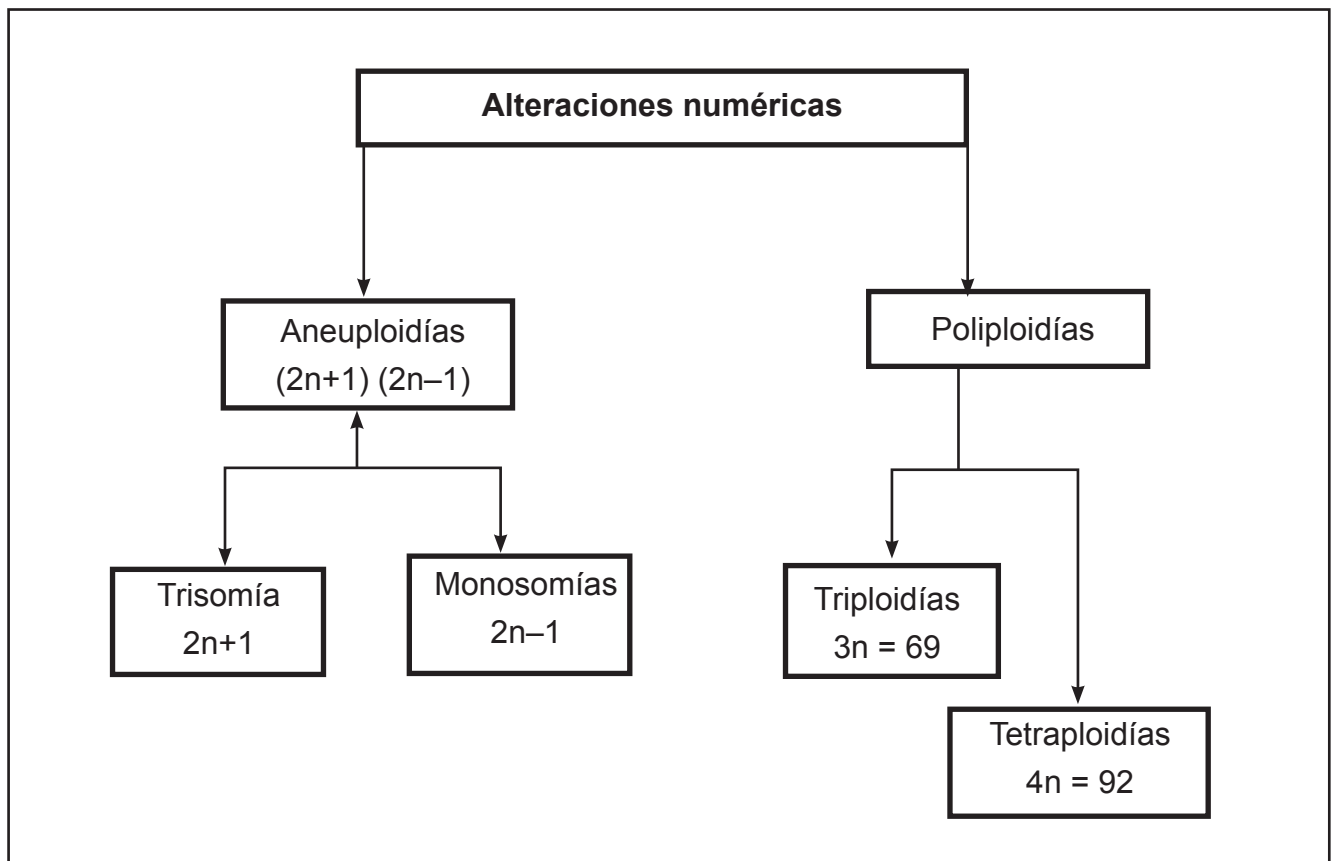 Alteraciones numéricas
Aneuploidías
(2n+1) (2n–1)
Poliploidías
Trisomía
2n+1
Monosomías
2n–1
Triploidías
3n = 69
Tetraploidías
4n = 92